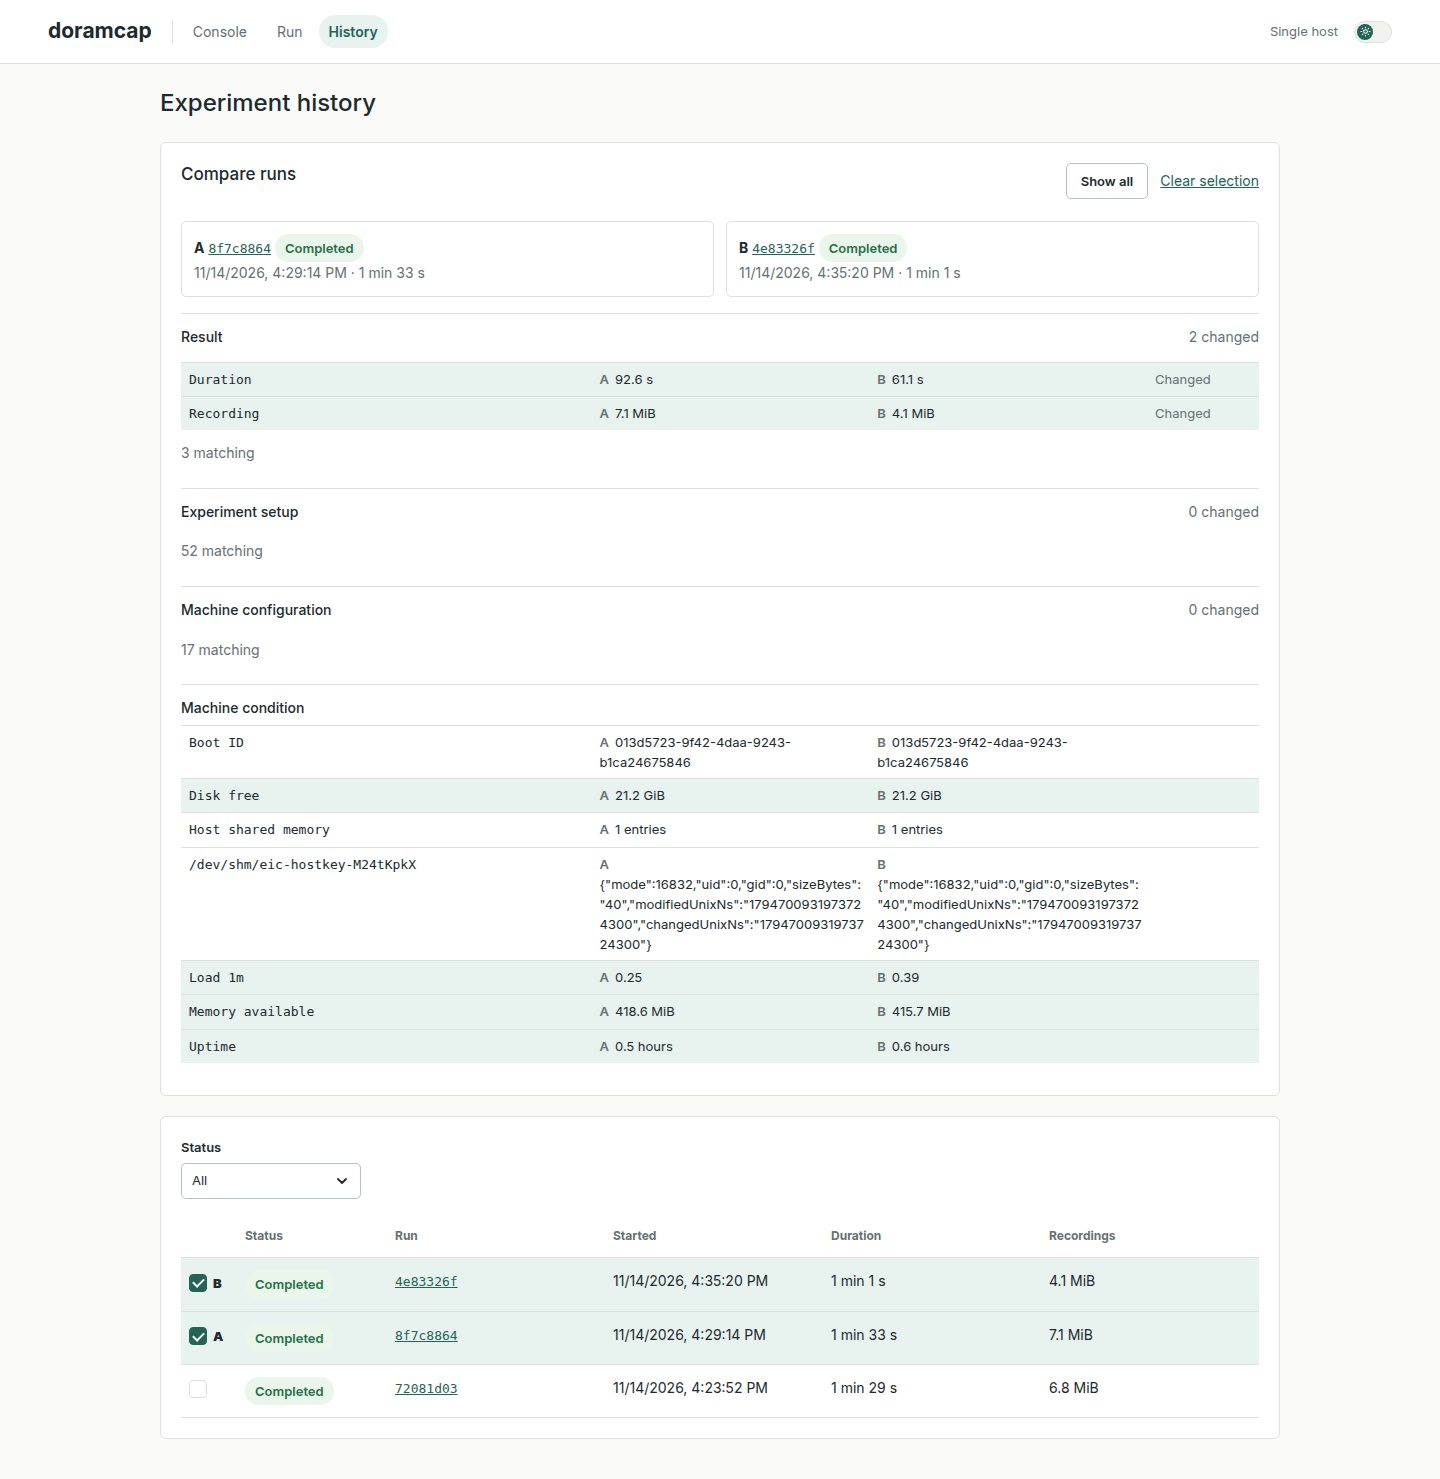 doramcap
Console
Run
History
Single host
Experiment history
Compare runs
Show all
Clear selection
A 8f7c8864 Completed
11/14/2026, 4:29:14 PM · 1 min 33 s
B 4e83326f Completed
11/14/2026, 4:35:20 PM · 1 min 1 s
Result
2 changed
Duration A 92.6 s B 61.1 s Changed
Recording A 7.1 MiB B 4.1 MiB Changed
3 matching
Experiment setup
0 changed
52 matching
Machine configuration
0 changed
17 matching
Machine condition
Boot ID
A 013d5723-9f42-4daa-9243-
b1ca24675846
B 013d5723-9f42-4daa-9243-
b1ca24675846
Disk free A 21.2 GiB B 21.2 GiB
Host shared memory A 1 entries B 1 entries
/dev/shm/eic-hostkey-M24tKpkX
A
{"mode":16832,"uid":0,"gid":0,"sizeBytes":
"40","modifiedUnixNs":"179470093197372
4300","changedUnixNs":"17947009319737
24300"}
B
{"mode":16832,"uid":0,"gid":0,"sizeBytes":
"40","modifiedUnixNs":"179470093197372
4300","changedUnixNs":"17947009319737
24300"}
Load 1m A 0.25 B 0.39
Memory available A 418.6 MiB B 415.7 MiB
Uptime A 0.5 hours B 0.6 hours
Status
All
Status Run Started Duration Recordings
B Completed 4e83326f 11/14/2026, 4:35:20 PM 1 min 1 s 4.1 MiB
A Completed 8f7c8864 11/14/2026, 4:29:14 PM 1 min 33 s 7.1 MiB
Completed 72081d03 11/14/2026, 4:23:52 PM 1 min 29 s 6.8 MiB